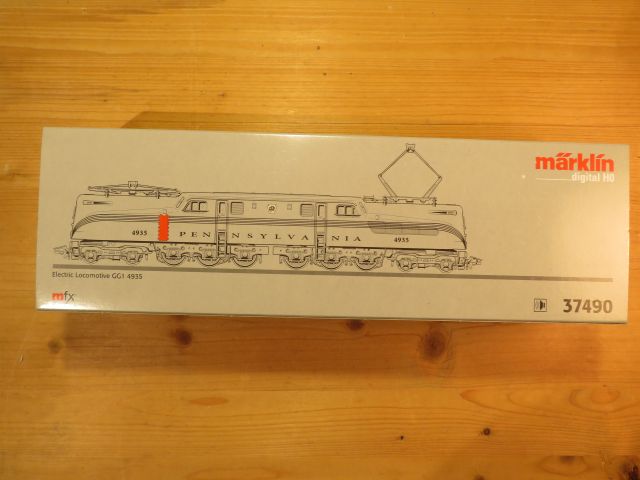 märklin
digital H0
4935 PENNSYLVANIA 4935
Electric Locomotive GG1 4935
mfx
37490